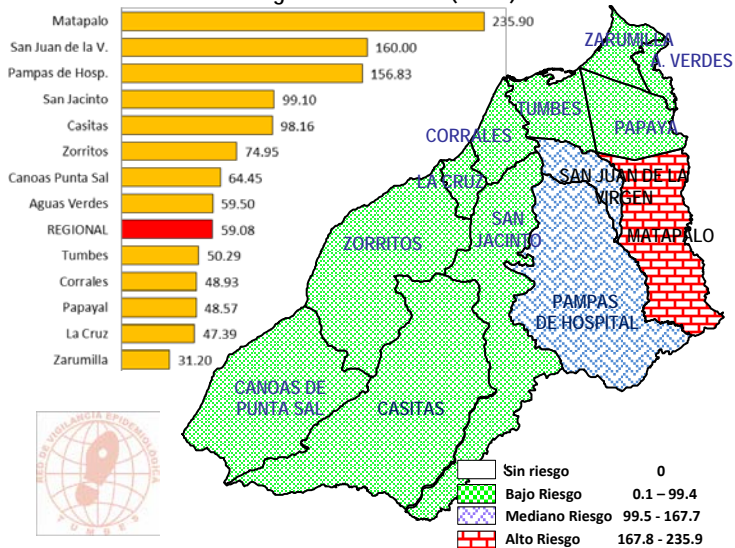 Matapalo 235.90
San Juan de la V. 160.00
Pampas de Hosp. 156.83
San Jacinto 99.10
Casitas 98.16
Zorritos 74.95
Canoas Punta Sal 64.45
Aguas Verdes 59.50
REGIONAL 59.08
Tumbes 50.29
Corrales 48.93
Papayal 48.57
La Cruz 47.39
Zarumilla 31.20
ZARUMILLA
A. VERDES
TUMBES
PAPAYA
CORRALES
LA CRUZ
SAN JUAN DE LA
VIRGEN
SAN
JACINTO
MATAPALO
ZORRITOS
PAMPAS
DE HOSPITAL
CANOAS DE
PUNTA SAL
CASITAS
RED DE VIGILANCIA EPIDEMIOLÓGICA
TUMBES
Sin riesgo 0
Bajo Riesgo 0.1 – 99.4
Mediano Riesgo 99.5 - 167.7
Alto Riesgo 167.8 - 235.9